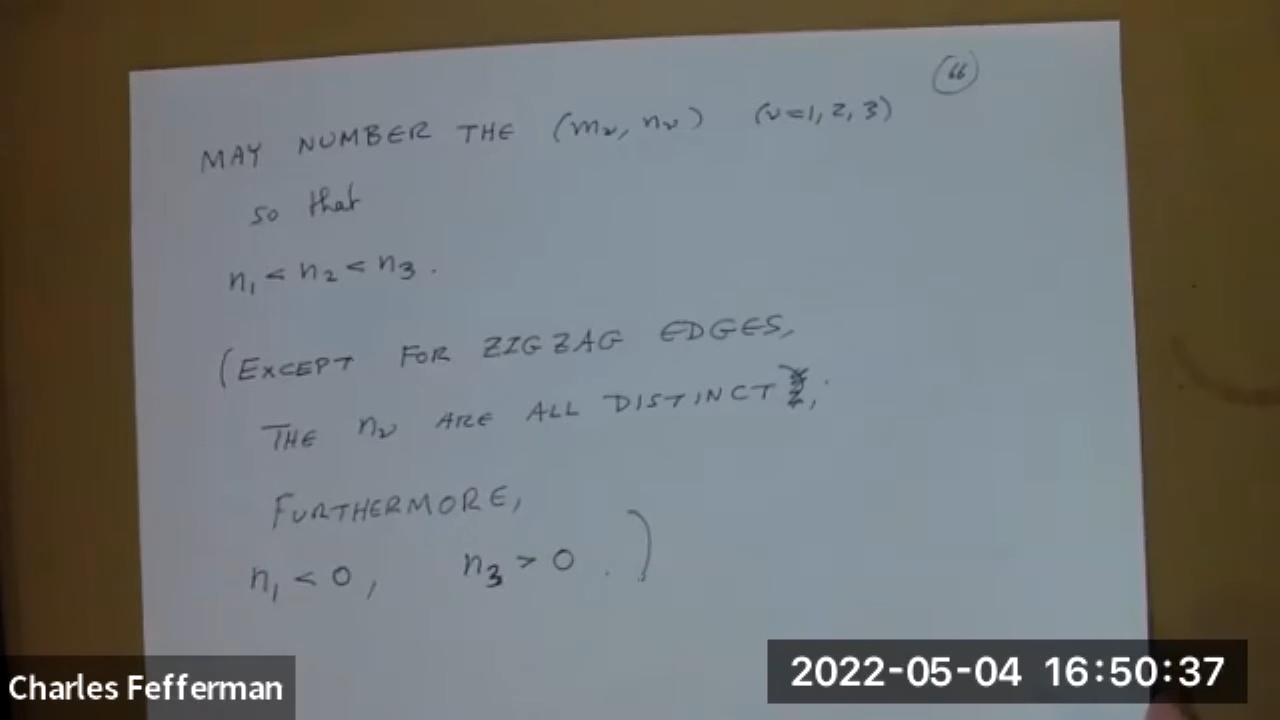 66
MAY NUMBER THE (mν, nν) (ν=1, 2, 3)
so that
n₁ < n₂ < n₃ .
(EXCEPT FOR ZIGZAG EDGES,
THE nν ARE ALL DISTINCT ;
FURTHERMORE,
n₁ < 0 , n₃ > 0 . )
Charles Fefferman
2022-05-04 16:50:37